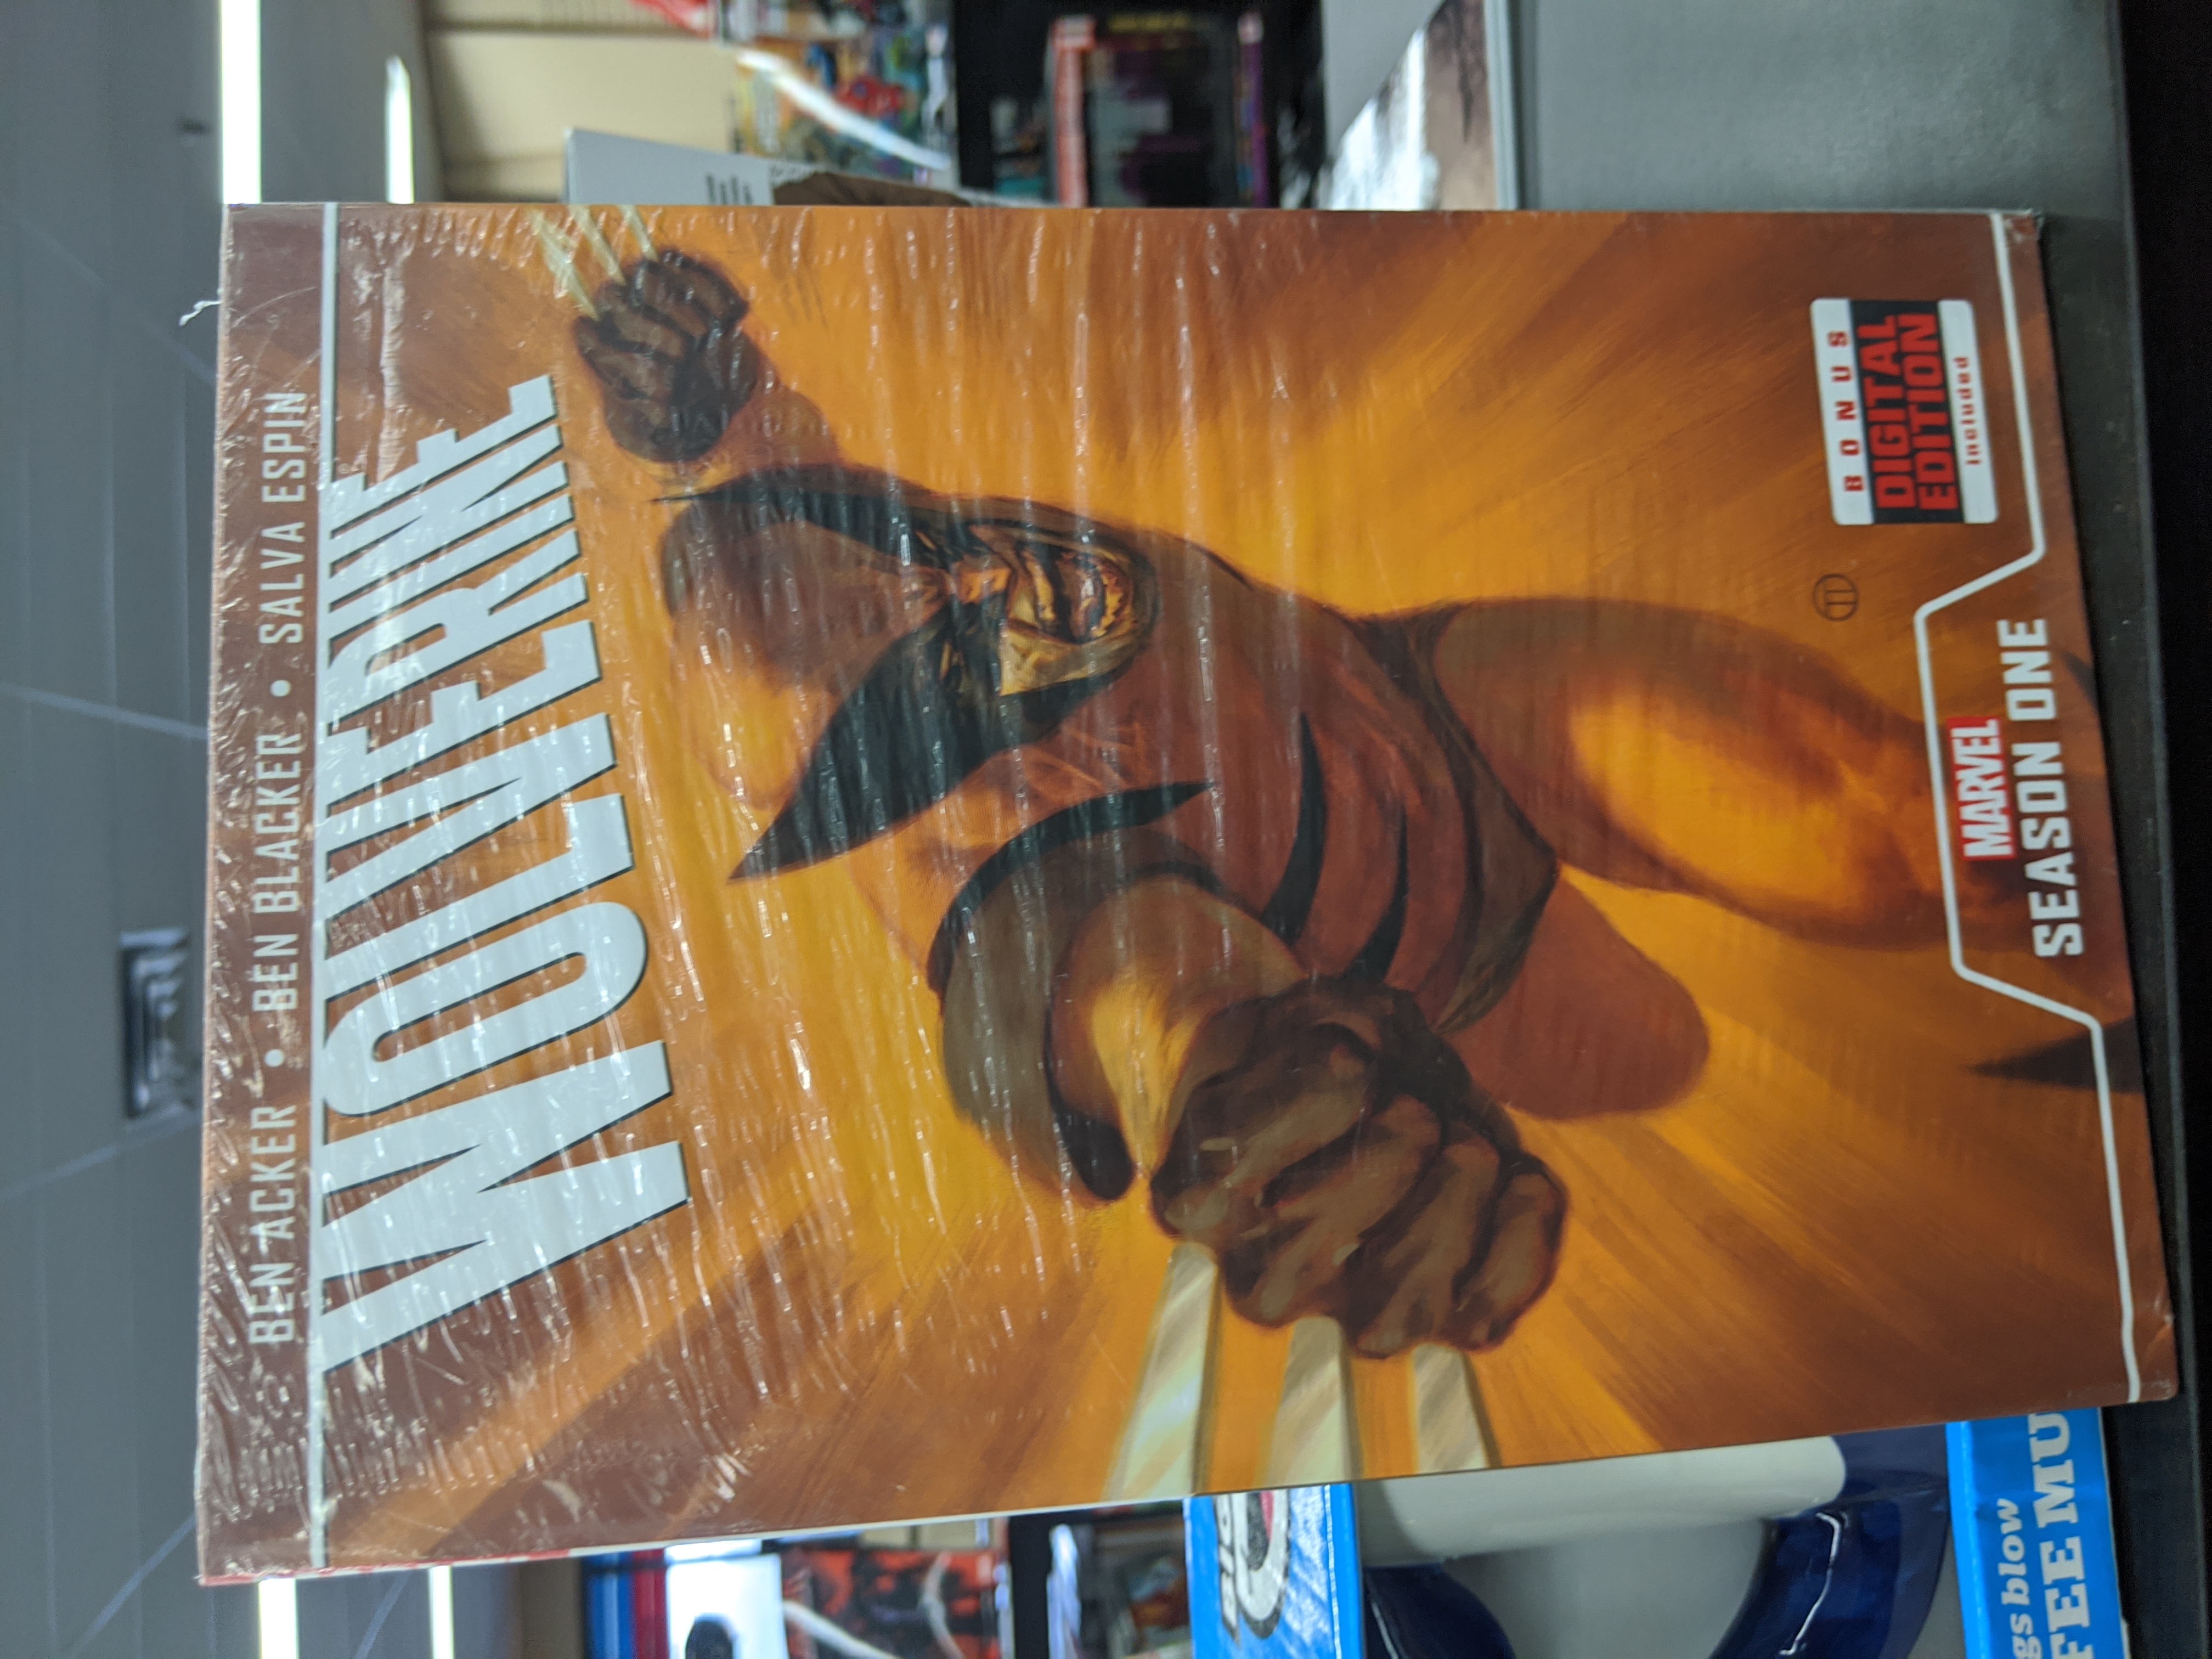 BEN ACKER • BEN BLACKER • SALVA ESPIN
WOLVERINE
BONUS
DIGITAL
EDITION
included
MARVEL
SEASON ONE
gs blow
FEE MU